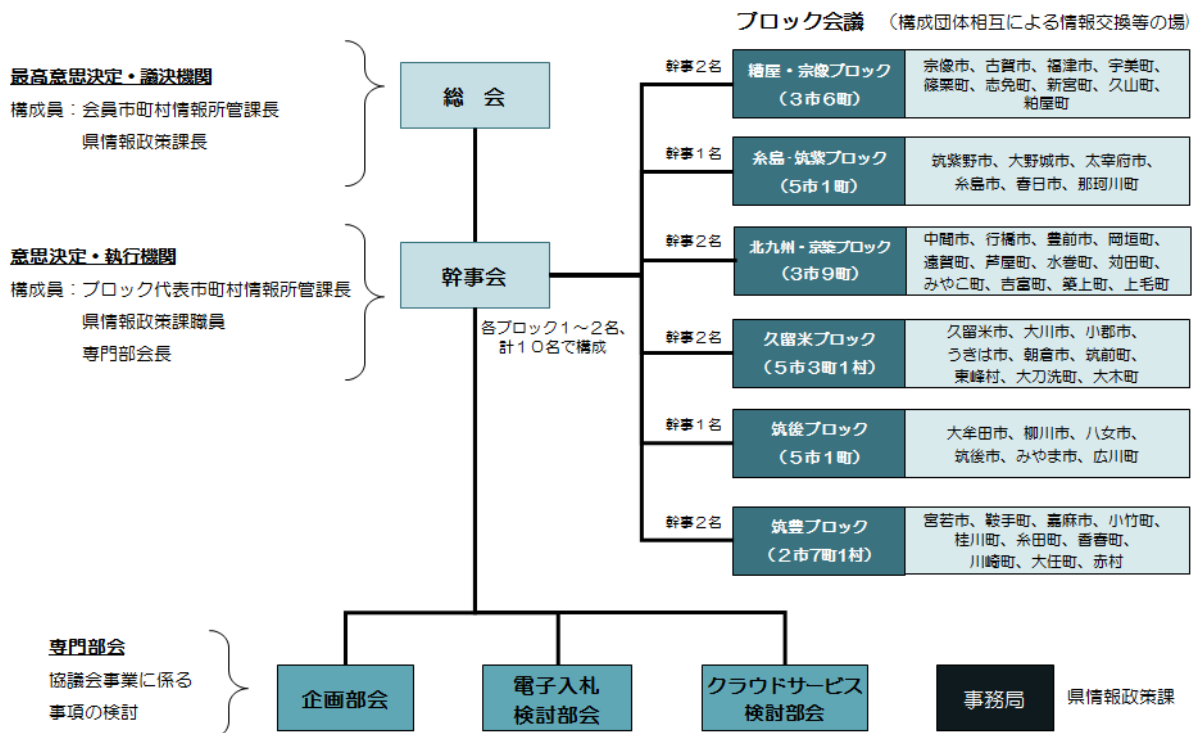 ブロック会議 （構成団体相互による情報交換等の場）
最高意思決定・議決機関
構成員：会員市町村情報所管課長
県情報政策課長
総 会
意思決定・執行機関
構成員：ブロック代表市町村情報所管課長
県情報政策課職員
専門部会長
幹事会
各ブロック１～２名、
計１０名で構成
幹事２名
糟屋・宗像ブロック
（３市６町）
宗像市、古賀市、福津市、宇美町、
篠栗町、志免町、新宮町、久山町、
粕屋町
幹事１名
糸島・筑紫ブロック
（５市１町）
筑紫野市、大野城市、太宰府市、
糸島市、春日市、那珂川町
幹事２名
北九州・京築ブロック
（３市９町）
中間市、行橋市、豊前市、岡垣町、
遠賀町、芦屋町、水巻町、苅田町、
みやこ町、吉富町、築上町、上毛町
幹事２名
久留米ブロック
（５市３町１村）
久留米市、大川市、小郡市、
うきは市、朝倉市、筑前町、
東峰村、大刀洗町、大木町
幹事１名
筑後ブロック
（５市１町）
大牟田市、柳川市、八女市、
筑後市、みやま市、広川町
幹事２名
筑豊ブロック
（２市７町１村）
宮若市、鞍手町、嘉麻市、小竹町、
桂川町、糸田町、香春町、
川崎町、大任町、赤村
専門部会
協議会事業に係る
事項の検討
企画部会
電子入札
検討部会
クラウドサービス
検討部会
事務局
県情報政策課